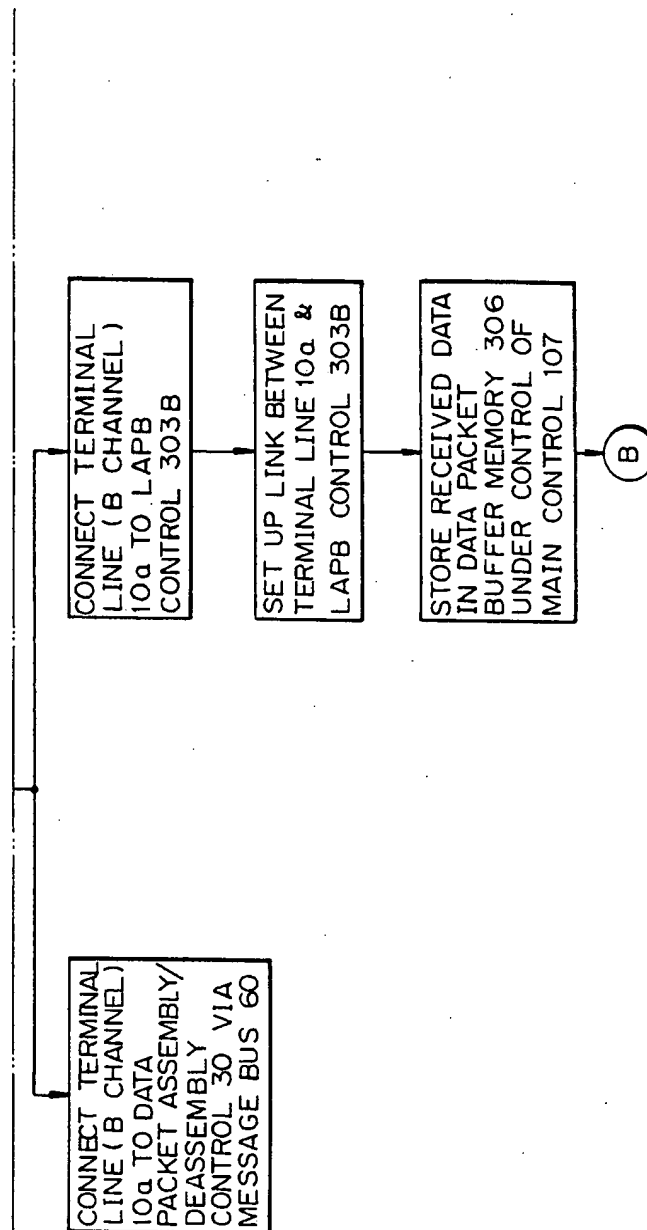 CONNECT TERMINAL
LINE (B CHANNEL)
10a TO DATA
PACKET ASSEMBLY/
DEASSEMBLY
CONTROL 30 VIA
MESSAGE BUS 60
CONNECT TERMINAL
LINE (B CHANNEL)
10a TO LAPB
CONTROL 303B
SET UP LINK BETWEEN
TERMINAL LINE 10a &
LAPB CONTROL 303B
STORE RECEIVED DATA
IN DATA PACKET
BUFFER MEMORY 306
UNDER CONTROL OF
MAIN CONTROL 107
B